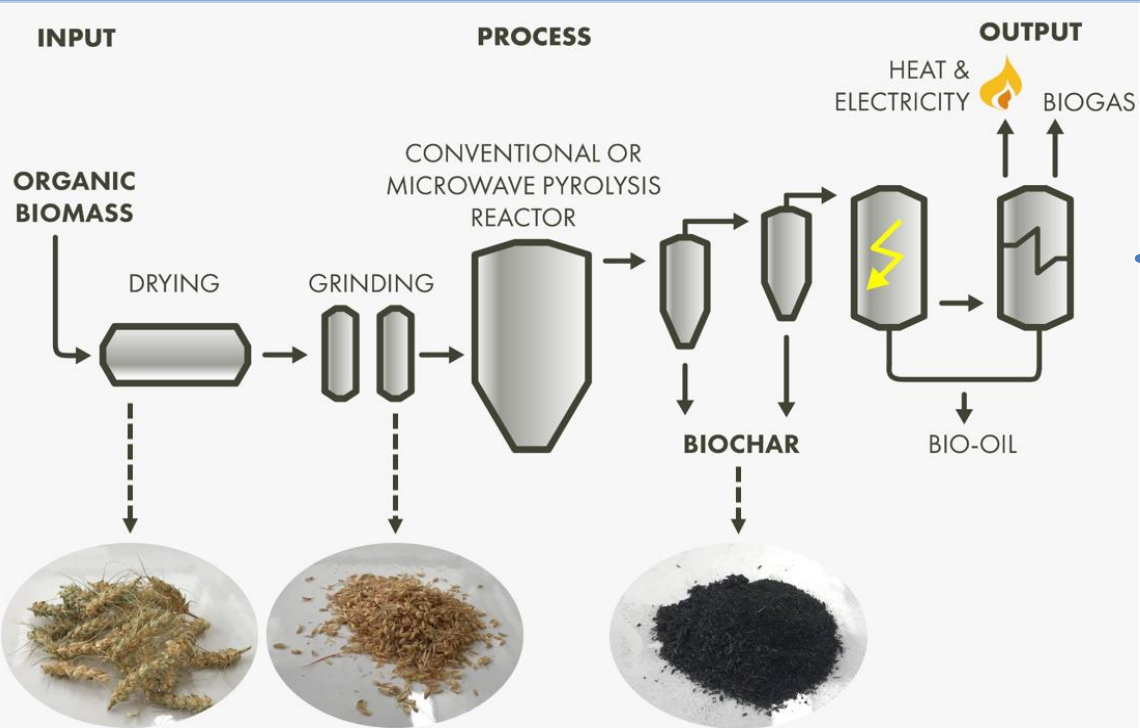 INPUT
PROCESS
OUTPUT
HEAT &
ELECTRICITY
BIOGAS
CONVENTIONAL OR
MICROWAVE PYROLYSIS
REACTOR
ORGANIC
BIOMASS
DRYING
GRINDING
BIOCHAR
BIO-OIL